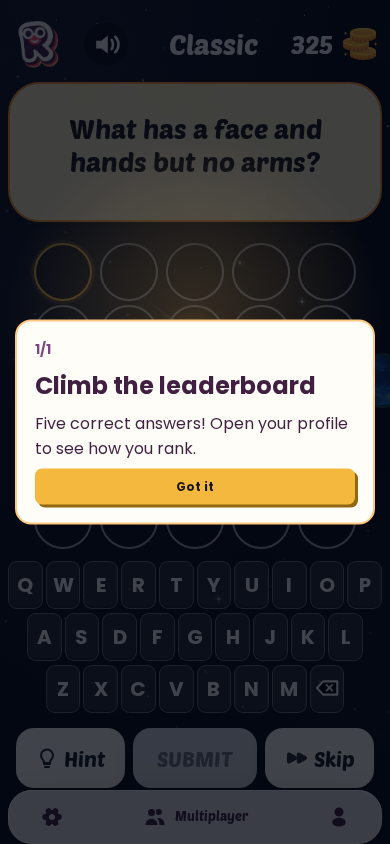 R
Classic
325
What has a face and
hands but no arms?
1/1
Climb the leaderboard
Five correct answers! Open your profile
to see how you rank.
Got it
Q W E R T Y U I O P
A S D F G H J K L
Z X C V B N M
Hint SUBMIT Skip
Multiplayer